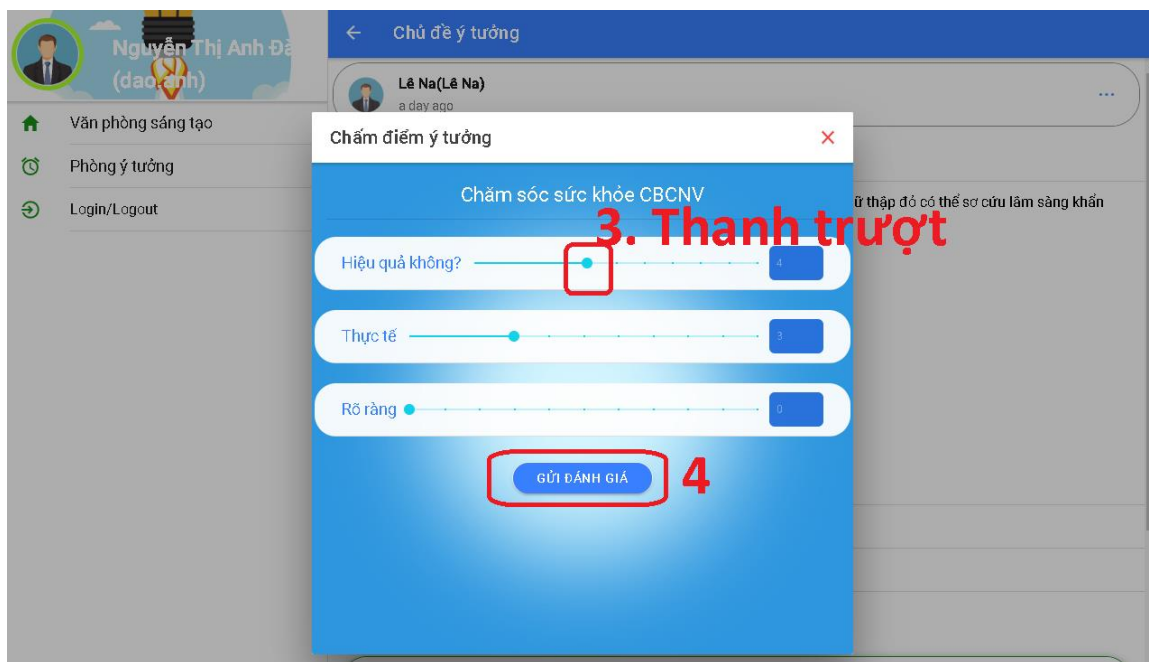 Nguyễn Thị Anh Đà
(dao anh)
Văn phòng sáng tạo
Phòng ý tưởng
Login/Logout
Chủ đề ý tưởng
Lê Na(Lê Na)
a day ago
...
Chấm điểm ý tưởng
Chăm sóc sức khỏe CBCNV
ữ thập đỏ có thể sơ cứu lâm sàng khẩn
3. Thanh trượt
Hiệu quả không? 4
Thực tế 3
Rõ ràng 0
GỬI ĐÁNH GIÁ 4